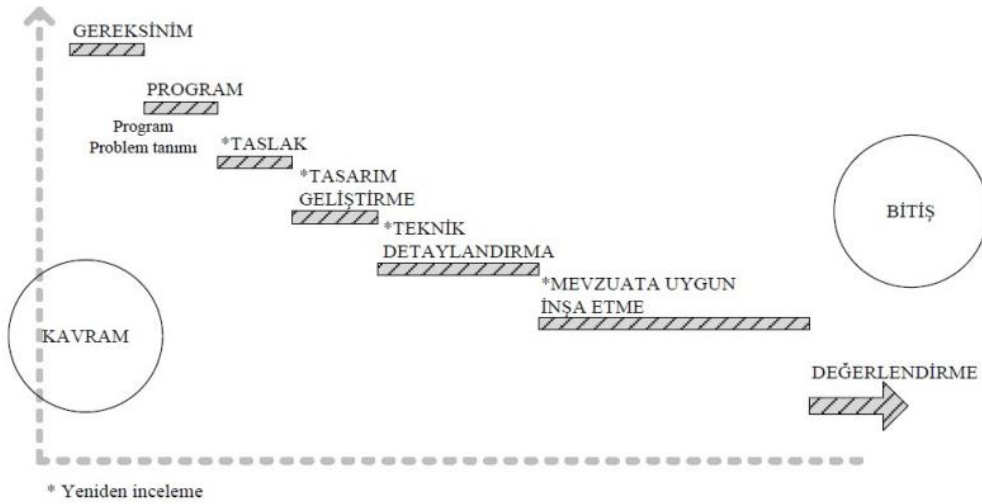 GEREKSİNİM
PROGRAM
Program
Problem tanımı
*TASLAK
*TASARIM
GELİŞTİRME
*TEKNİK
DETAYLANDIRMA
*MEVZUATA UYGUN
İNŞA ETME
BİTİŞ
KAVRAM
DEĞERLENDİRME
* Yeniden inceleme